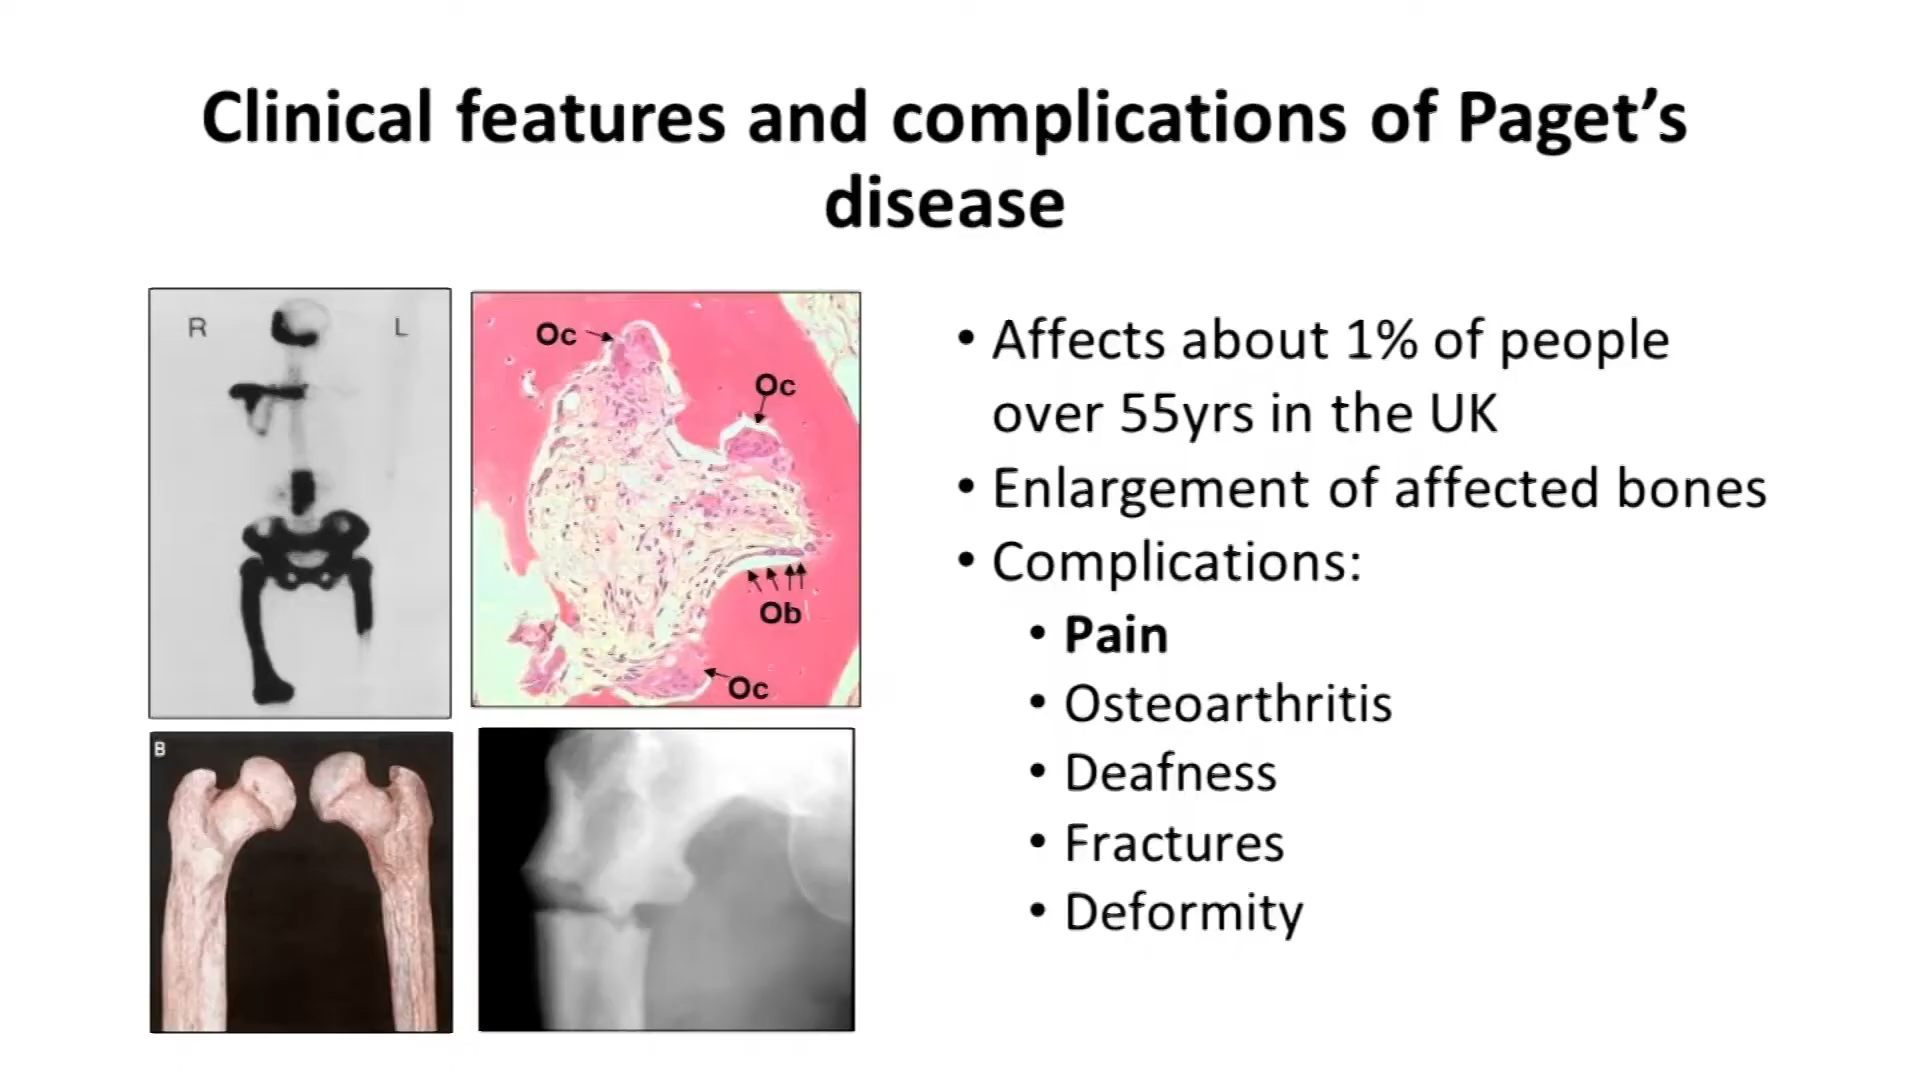 Clinical features and complications of Paget’s
disease
R
L
Oc
Oc
Ob
Oc
B
• Affects about 1% of people
over 55yrs in the UK
• Enlargement of affected bones
• Complications:
• Pain
• Osteoarthritis
• Deafness
• Fractures
• Deformity